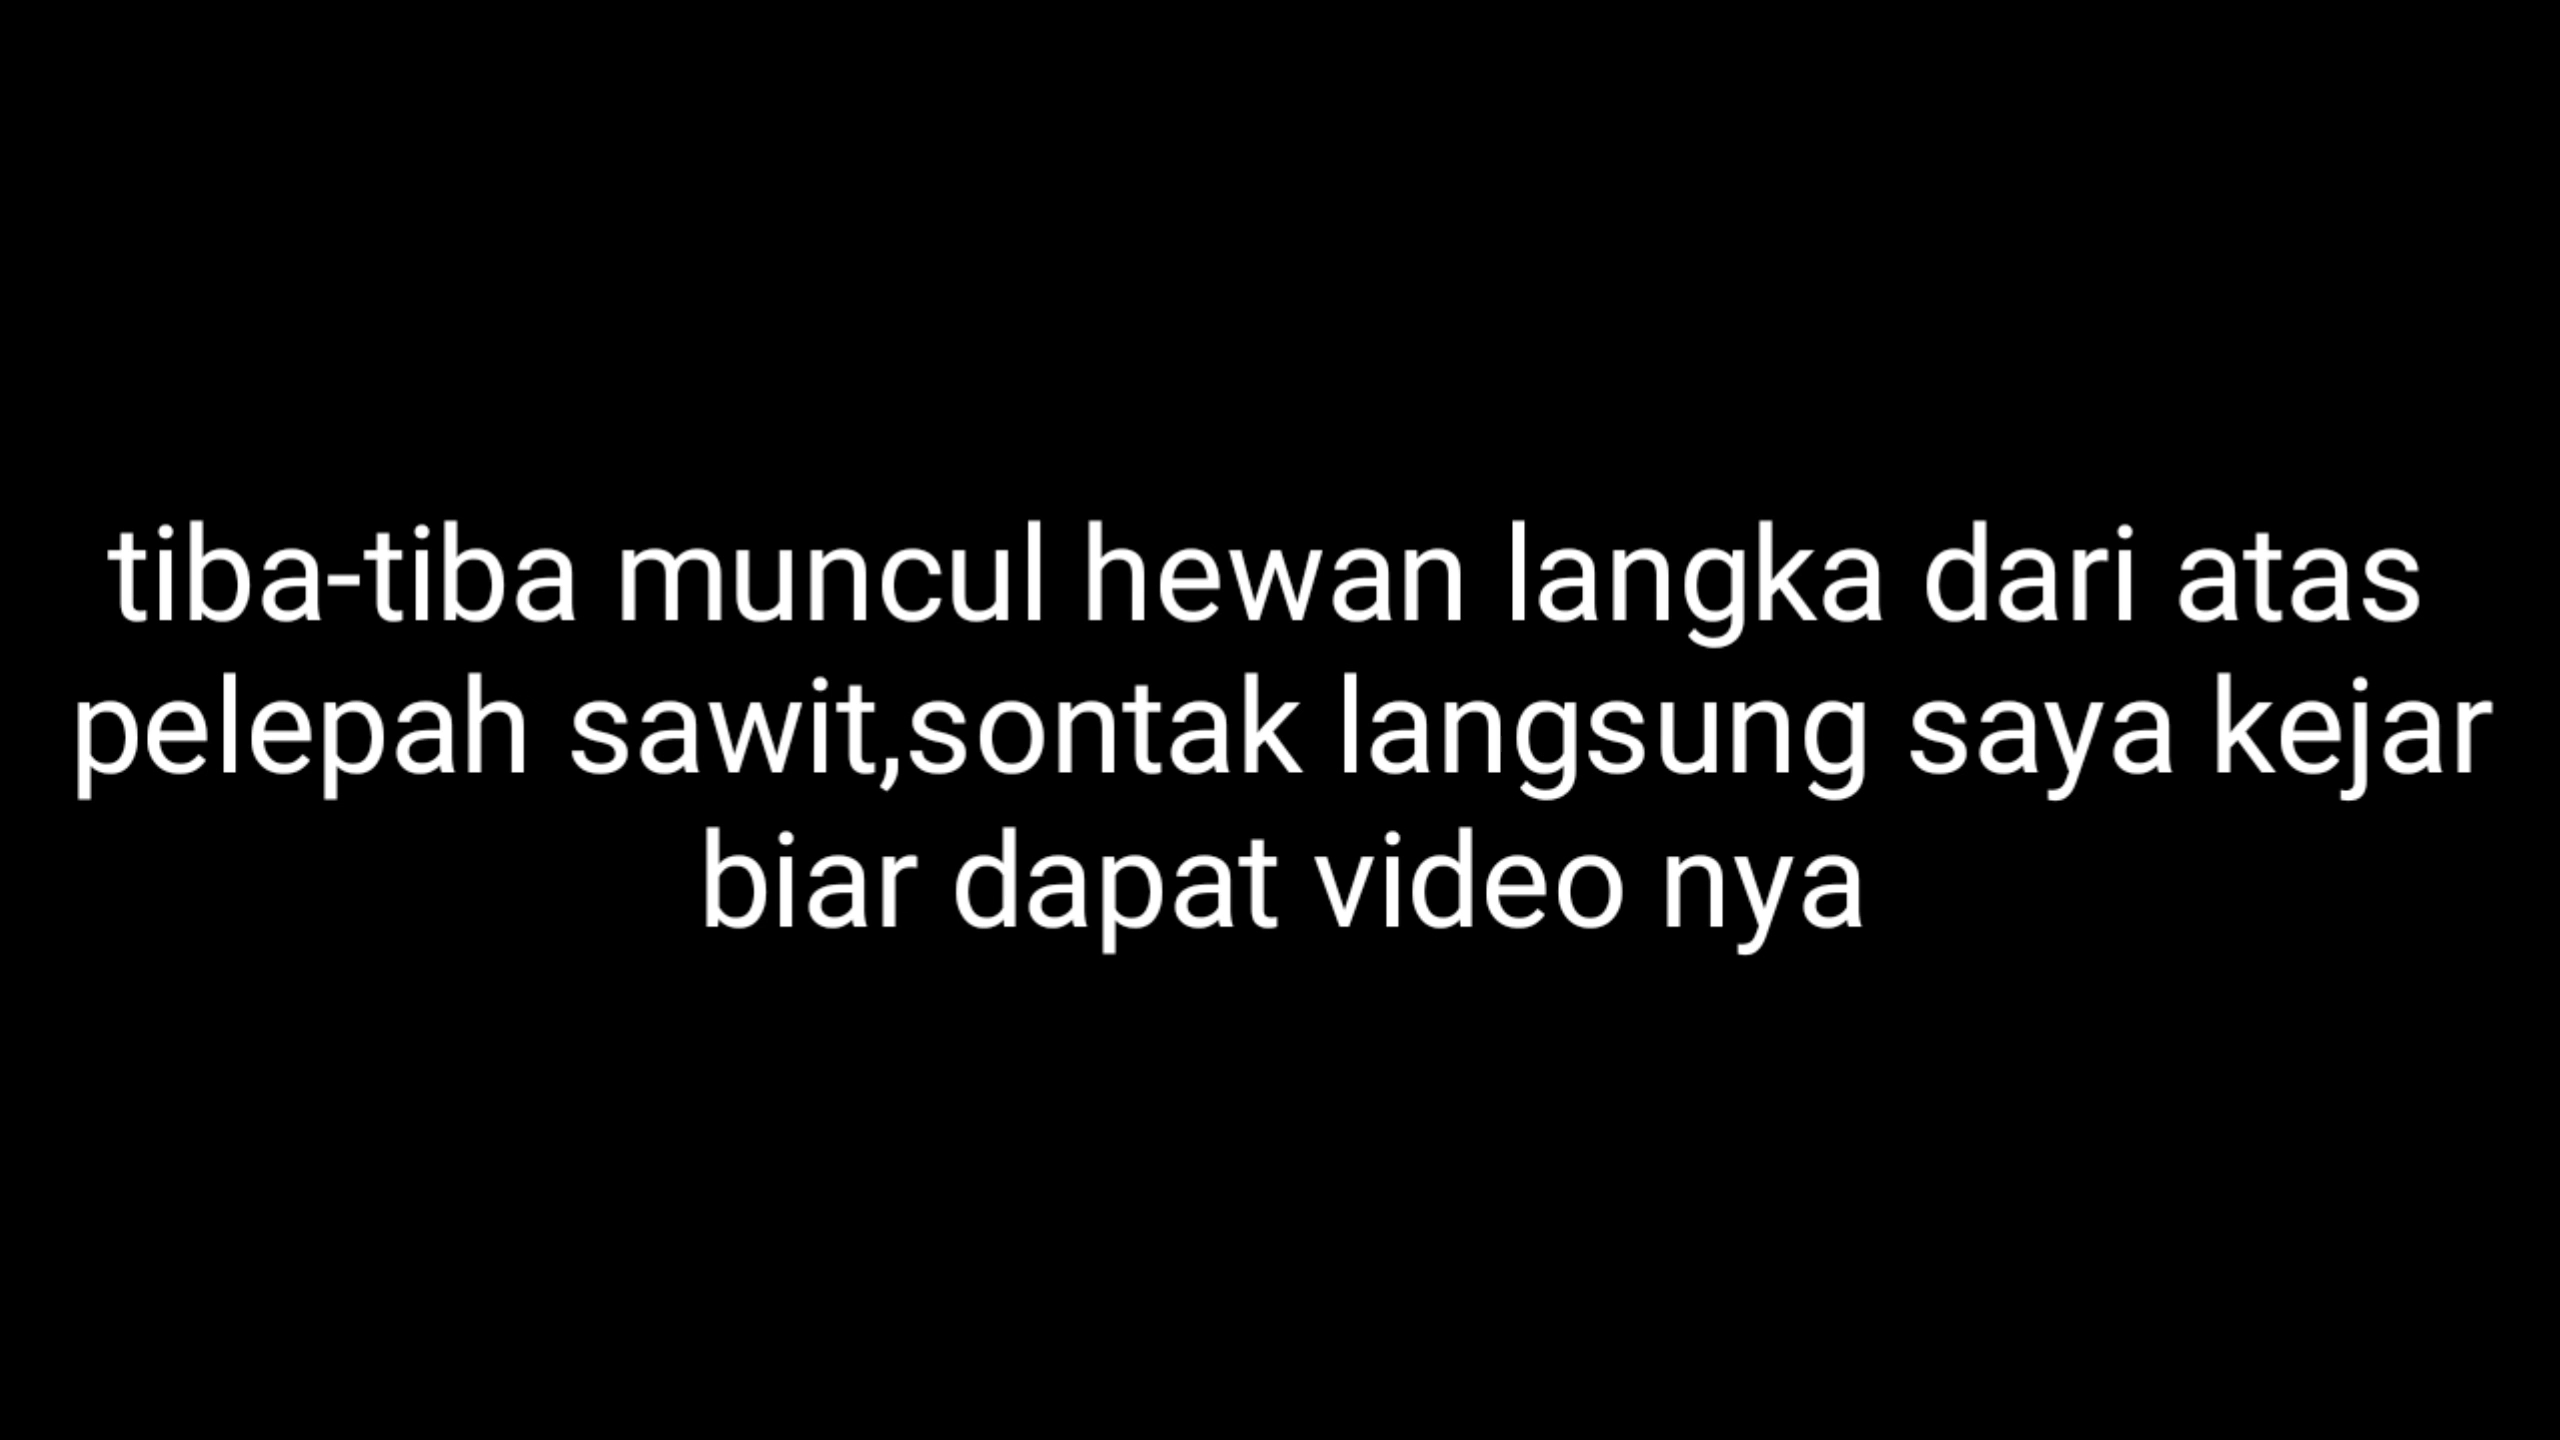 tiba-tiba muncul hewan langka dari atas
pelepah sawit,sontak langsung saya kejar
biar dapat video nya